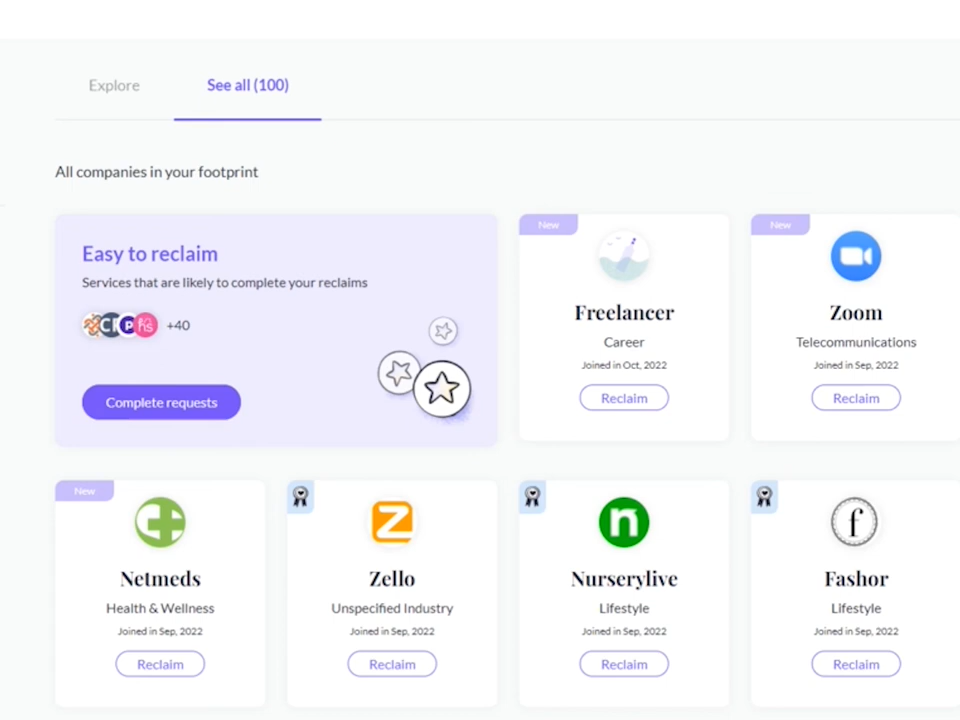 Explore
See all (100)
All companies in your footprint
Easy to reclaim
Services that are likely to complete your reclaims
P
hs
+40
Complete requests
New
Freelancer
Career
Joined in Oct, 2022
Reclaim
New
Zoom
Telecommunications
Joined in Sep, 2022
Reclaim
New
Netmeds
Health & Wellness
Joined in Sep, 2022
Reclaim
Z
Zello
Unspecified Industry
Joined in Sep, 2022
Reclaim
n
Nurserylive
Lifestyle
Joined in Sep, 2022
Reclaim
f
Fashor
Lifestyle
Joined in Sep, 2022
Reclaim